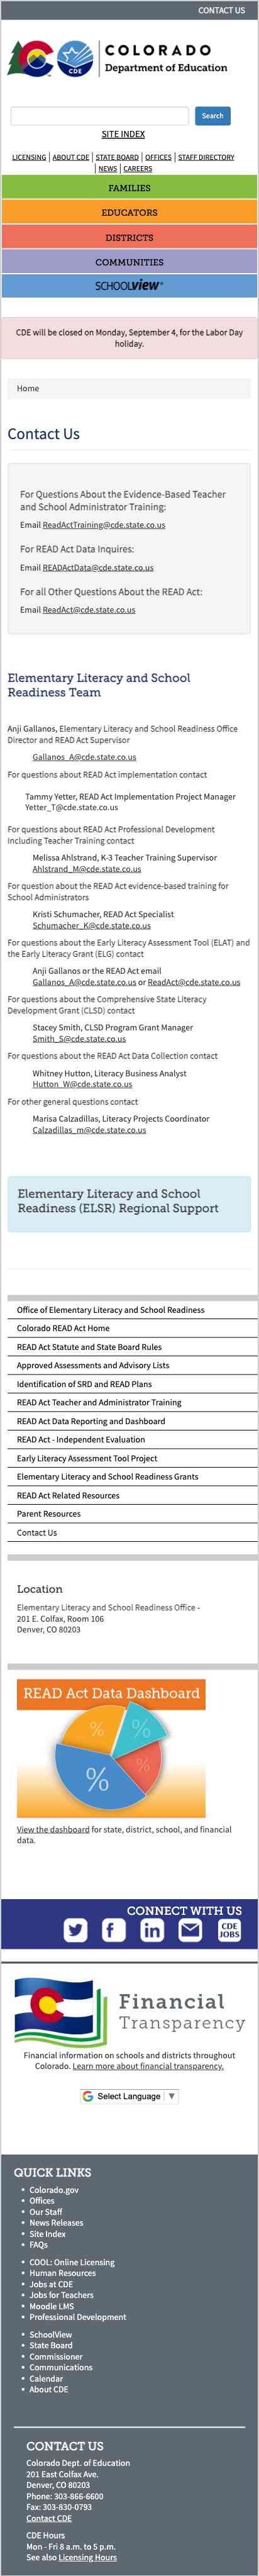 CONTACT US
CDE
COLORADO
Department of Education
Search
SITE INDEX
LICENSING | ABOUT CDE | STATE BOARD | OFFICES | STAFF DIRECTORY
| NEWS | CAREERS
FAMILIES
EDUCATORS
DISTRICTS
COMMUNITIES
SCHOOLVIEW®
CDE will be closed on Monday, September 4, for the Labor Day
holiday.
Home
Contact Us
For Questions About the Evidence-Based Teacher
and School Administrator Training:
Email ReadActTraining@cde.state.co.us
For READ Act Data Inquires:
Email READActData@cde.state.co.us
For all Other Questions About the READ Act:
Email ReadAct@cde.state.co.us
Elementary Literacy and School
Readiness Team
Anji Gallanos, Elementary Literacy and School Readiness Office
Director and READ Act Supervisor
Gallanos_A@cde.state.co.us
For questions about READ Act implementation contact
Tammy Yetter, READ Act Implementation Project Manager
Yetter_T@cde.state.co.us
For questions about READ Act Professional Development
Including Teacher Training contact
Melissa Ahlstrand, K-3 Teacher Training Supervisor
Ahlstrand_M@cde.state.co.us
For question about the READ Act evidence-based training for
School Administrators
Kristi Schumacher, READ Act Specialist
Schumacher_K@cde.state.co.us
For questions about the Early Literacy Assessment Tool (ELAT) and
the Early Literacy Grant (ELG) contact
Anji Gallanos or the READ Act email
Gallanos_A@cde.state.co.us or ReadAct@cde.state.co.us
For questions about the Comprehensive State Literacy
Development Grant (CLSD) contact
Stacey Smith, CLSD Program Grant Manager
Smith_S@cde.state.co.us
For questions about the READ Act Data Collection contact
Whitney Hutton, Literacy Business Analyst
Hutton_W@cde.state.co.us
For other general questions contact
Marisa Calzadillas, Literacy Projects Coordinator
Calzadillas_m@cde.state.co.us
Elementary Literacy and School
Readiness (ELSR) Regional Support
Office of Elementary Literacy and School Readiness
Colorado READ Act Home
READ Act Statute and State Board Rules
Approved Assessments and Advisory Lists
Identification of SRD and READ Plans
READ Act Teacher and Administrator Training
READ Act Data Reporting and Dashboard
READ Act - Independent Evaluation
Early Literacy Assessment Tool Project
Elementary Literacy and School Readiness Grants
READ Act Related Resources
Parent Resources
Contact Us
Location
Elementary Literacy and School Readiness Office -
201 E. Colfax, Room 106
Denver, CO 80203
READ Act Data Dashboard
% %
% %
View the dashboard for state, district, school, and financial
data.
CONNECT WITH US
CDE
JOBS
Financial
Transparency
Financial information on schools and districts throughout
Colorado. Learn more about financial transparency.
Select Language ▼
QUICK LINKS
• Colorado.gov
• Offices
• Our Staff
• News Releases
• Site Index
• FAQs
• COOL: Online Licensing
• Human Resources
• Jobs at CDE
• Jobs for Teachers
• Moodle LMS
• Professional Development
• SchoolView
• State Board
• Commissioner
• Communications
• Calendar
• About CDE
CONTACT US
Colorado Dept. of Education
201 East Colfax Ave.
Denver, CO 80203
Phone: 303-866-6600
Fax: 303-830-0793
Contact CDE
CDE Hours
Mon - Fri 8 a.m. to 5 p.m.
See also Licensing Hours